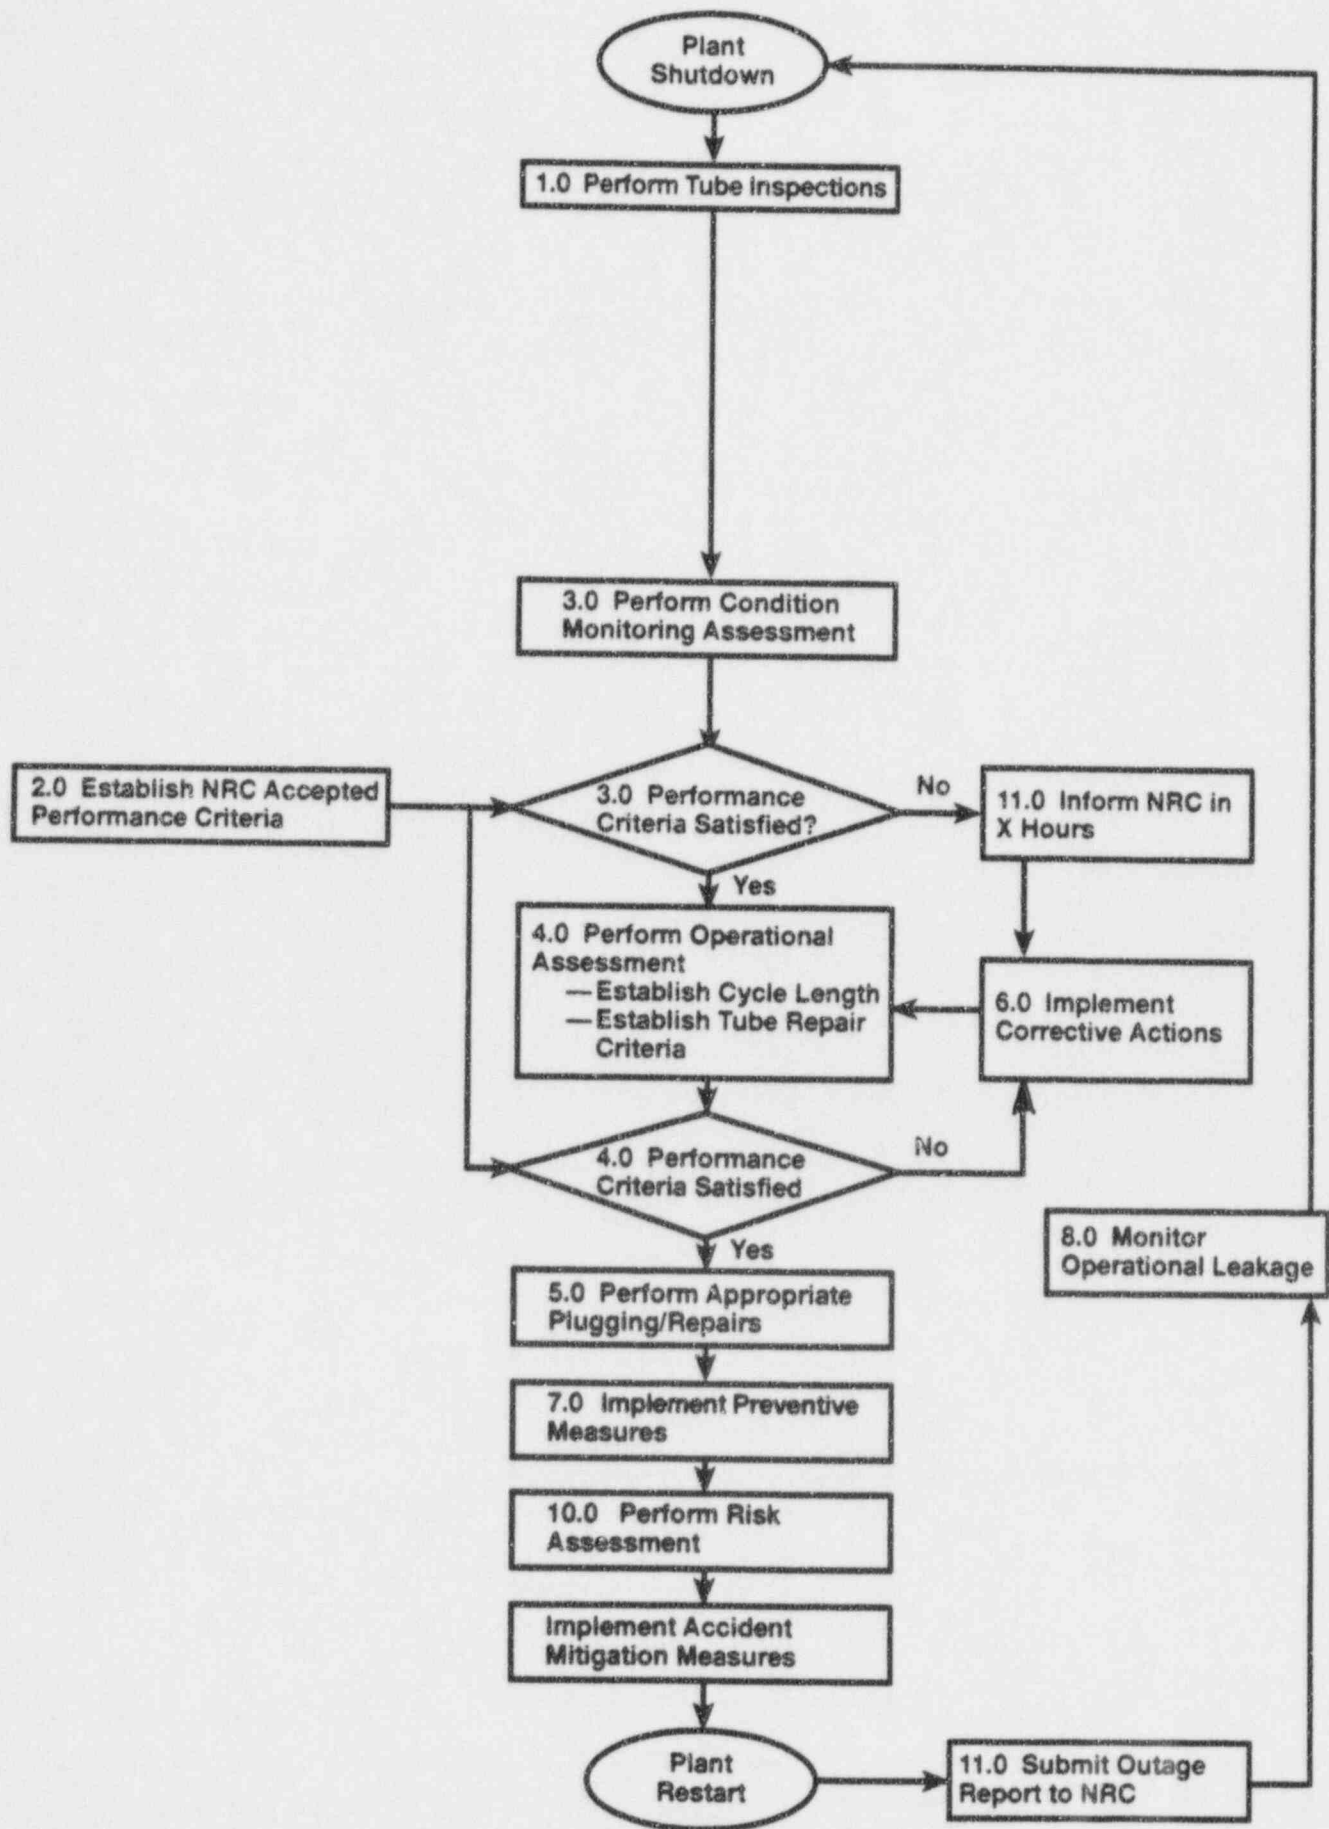 Plant
Shutdown
1.0 Perform Tube inspections
3.0 Perform Condition
Monitoring Assessment
2.0 Establish NRC Accepted
Performance Criteria
3.0 Performance
Criteria Satisfied?
No
11.0 Inform NRC in
X Hours
Yes
4.0 Perform Operational
Assessment
— Establish Cycle Length
— Establish Tube Repair
Criteria
6.0 Implement
Corrective Actions
4.0 Performance
Criteria Satisfied
No
Yes
8.0 Monitor
Operational Leakage
5.0 Perform Appropriate
Plugging/Repairs
7.0 Implement Preventive
Measures
10.0 Perform Risk
Assessment
Implement Accident
Mitigation Measures
Plant
Restart
11.0 Submit Outage
Report to NRC